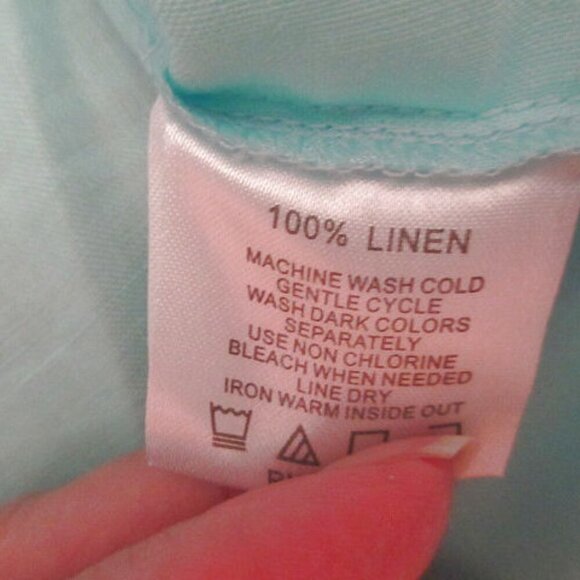 100% LINEN
MACHINE WASH COLD
GENTLE CYCLE
WASH DARK COLORS
SEPARATELY
USE NON CHLORINE
BLEACH WHEN NEEDED
LINE DRY
IRON WARM INSIDE OUT